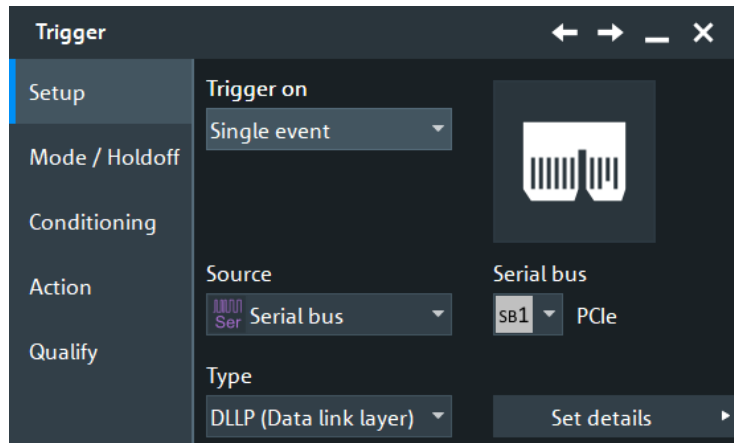 Trigger
Setup
Mode / Holdoff
Conditioning
Action
Qualify
Trigger on
Single event
Source
Ser Serial bus
Serial bus
SB1 PCIe
Type
DLLP (Data link layer)
Set details